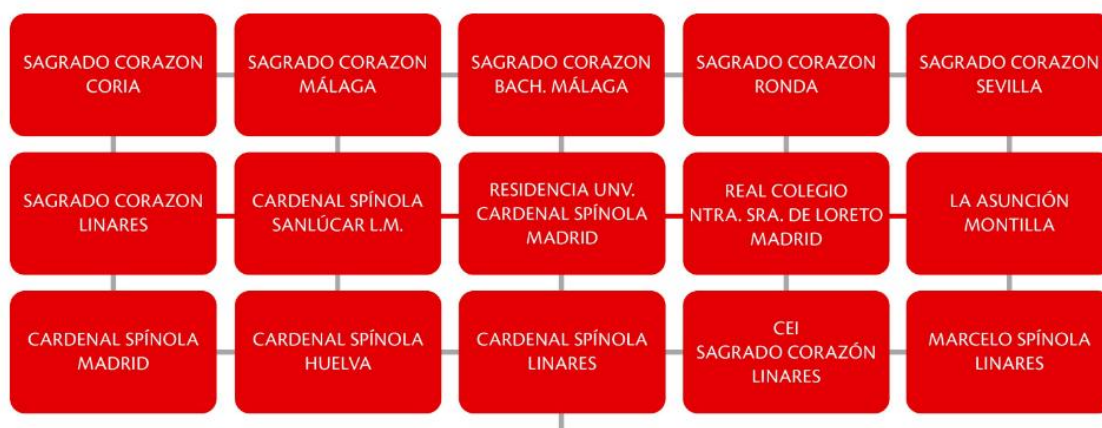 SAGRADO CORAZON
CORIA
SAGRADO CORAZON
MÁLAGA
SAGRADO CORAZON
BACH. MÁLAGA
SAGRADO CORAZON
RONDA
SAGRADO CORAZON
SEVILLA
SAGRADO CORAZON
LINARES
CARDENAL SPÍNOLA
SANLÚCAR L.M.
RESIDENCIA UNV.
CARDENAL SPÍNOLA
MADRID
REAL COLEGIO
NTRA. SRA. DE LORETO
MADRID
LA ASUNCIÓN
MONTILLA
CARDENAL SPÍNOLA
MADRID
CARDENAL SPÍNOLA
HUELVA
CARDENAL SPÍNOLA
LINARES
CEI
SAGRADO CORAZÓN
LINARES
MARCELO SPÍNOLA
LINARES